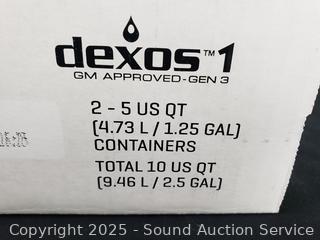 dexos™1
GM APPROVED-GEN 3
2 - 5 US QT
(4.73 L / 1.25 GAL)
CONTAINERS
TOTAL 10 US QT
(9.46 L / 2.5 GAL)
Copyright 2025 - Sound Auction Service